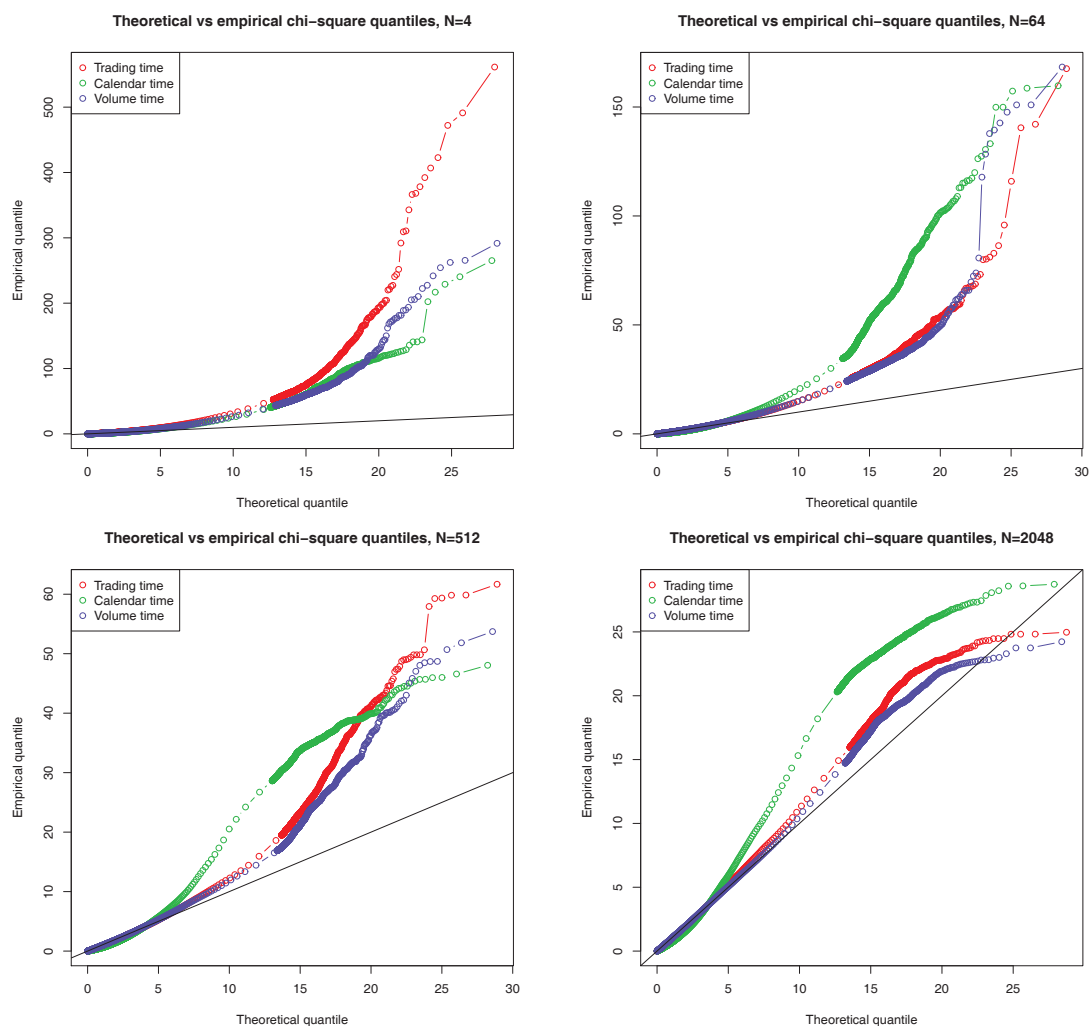 Theoretical vs empirical chi−square quantiles, N=4
Trading time
Calendar time
Volume time
Empirical quantile
0 100 200 300 400 500
0 5 10 15 20 25
Theoretical quantile
Theoretical vs empirical chi−square quantiles, N=64
Trading time
Calendar time
Volume time
Empirical quantile
0 50 100 150
0 5 10 15 20 25 30
Theoretical quantile
Theoretical vs empirical chi−square quantiles, N=512
Trading time
Calendar time
Volume time
Empirical quantile
0 10 20 30 40 50 60
0 5 10 15 20 25 30
Theoretical quantile
Theoretical vs empirical chi−square quantiles, N=2048
Trading time
Calendar time
Volume time
Empirical quantile
0 5 10 15 20 25
0 5 10 15 20 25
Theoretical quantile